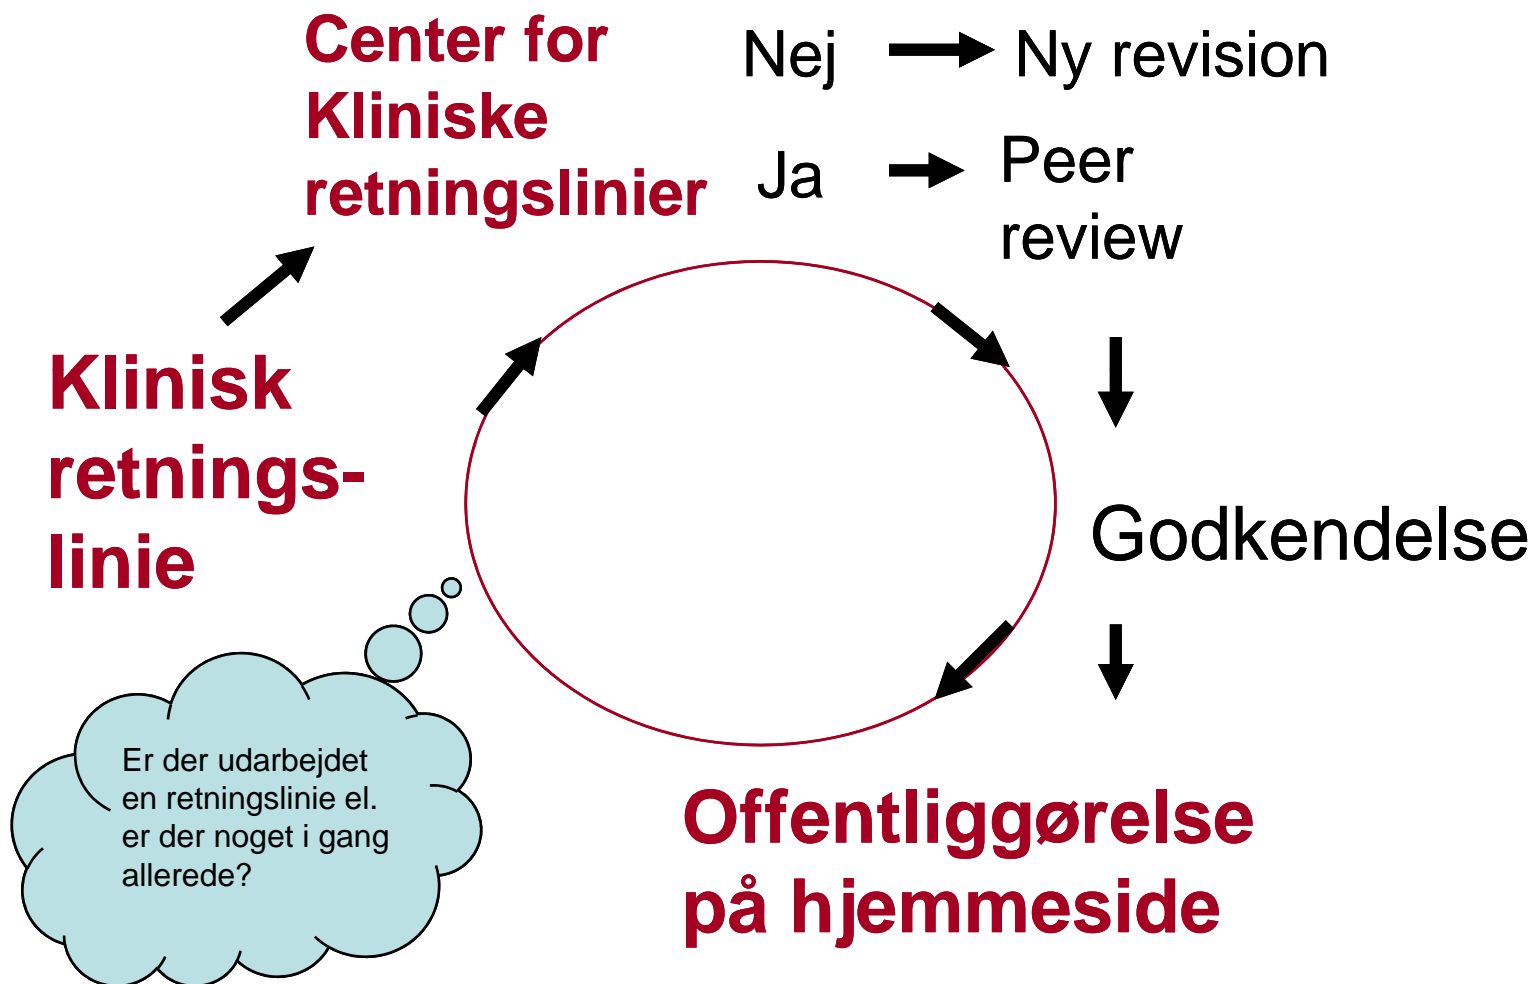 Center for
Kliniske
retningslinier
Nej
Ny revision
Ja
Peer
review
Klinisk
retnings-
linie
Godkendelse
Er der udarbejdet
en retningslinie el.
er der noget i gang
allerede?
Offentliggørelse
på hjemmeside